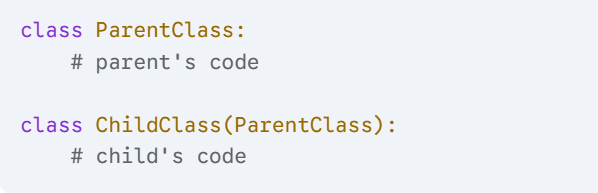 class ParentClass:
    # parent's code

class ChildClass(ParentClass):
    # child's code